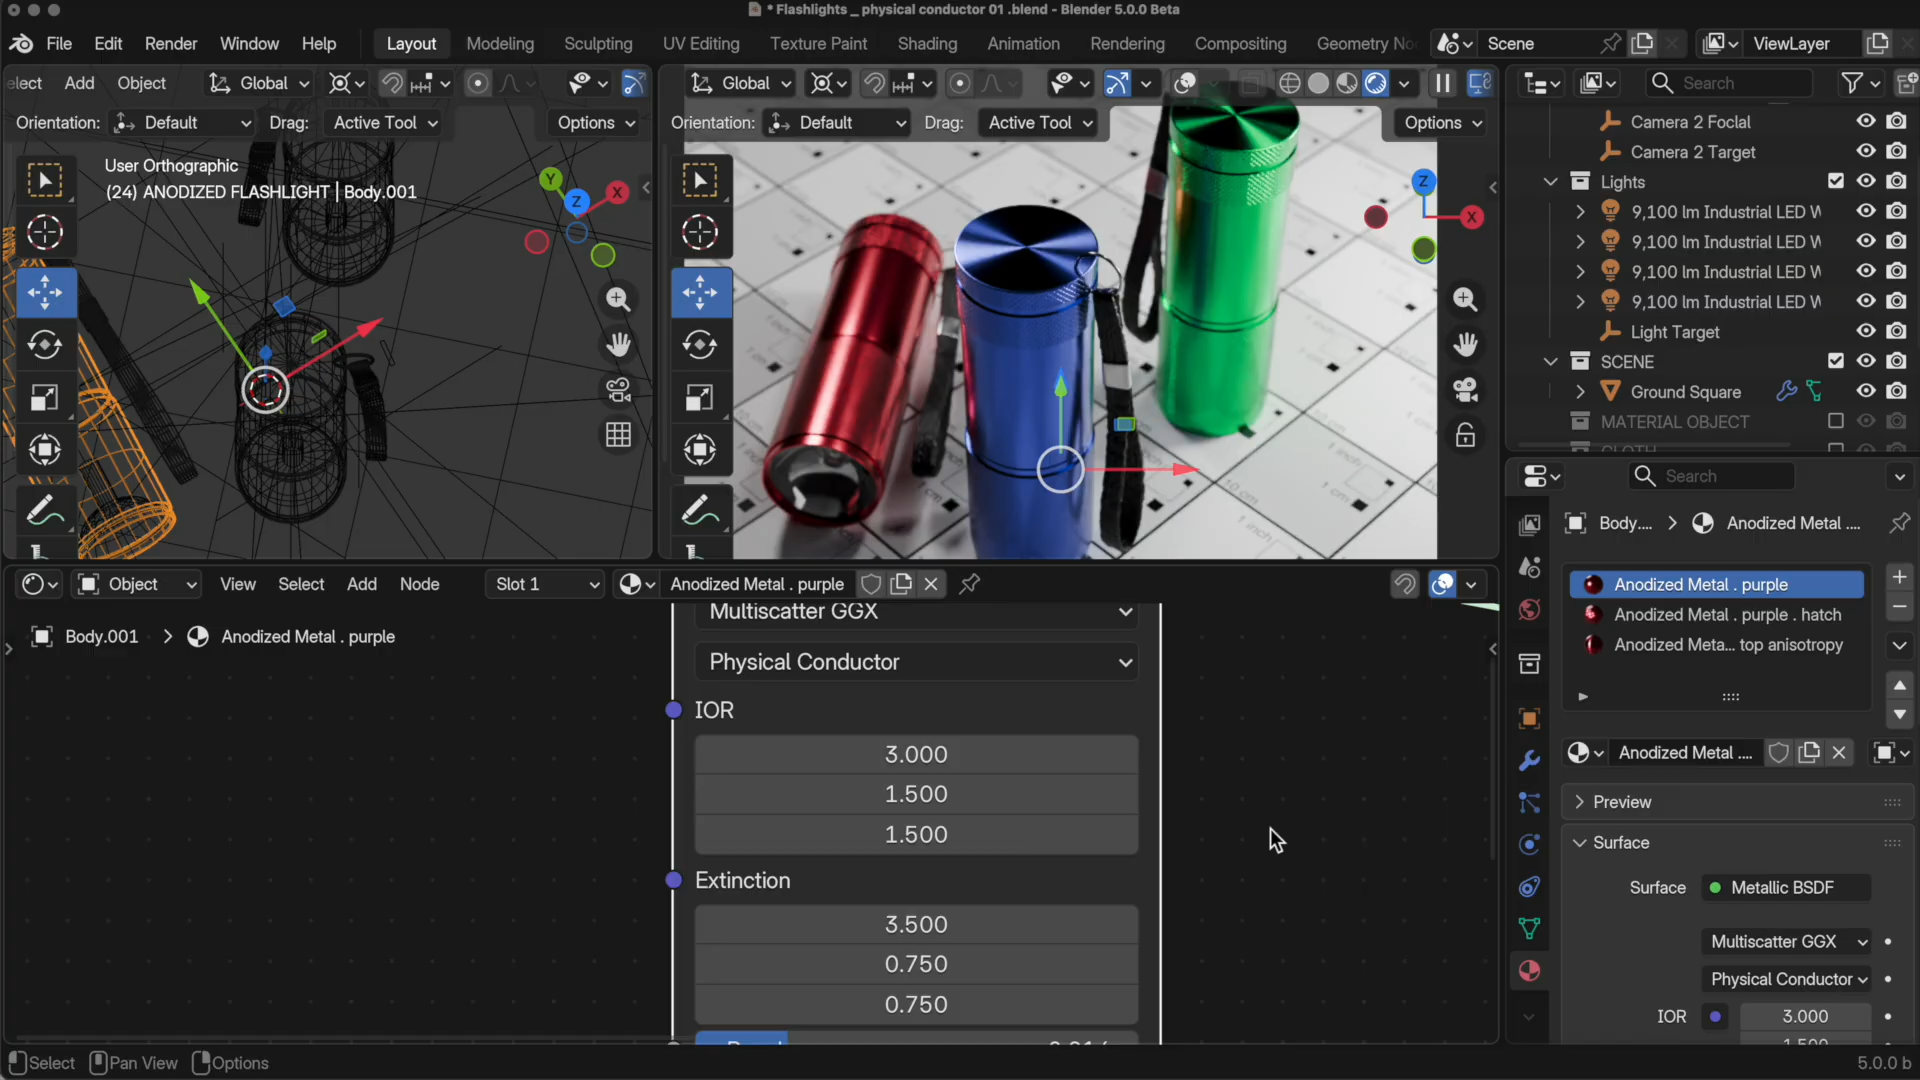 * Flashlights _ physical conductor 01 .blend - Blender 5.0.0 Beta
File Edit Render Window Help Layout Modeling Sculpting UV Editing Texture Paint Shading Animation Rendering Compositing Geometry No Scene ViewLayer
elect Add Object Global Global Search
Orientation: Default Drag: Active Tool Options Orientation: Default Drag: Active Tool Options
User Orthographic
(24) ANODIZED FLASHLIGHT | Body.001
Y X Z
Z X
Camera 2 Foclal
Camera 2 Target
Lights
9,100 lm Industrial LED W
9,100 lm Industrial LED W
9,100 lm Industrial LED W
9,100 lm Industrial LED W
Light Target
SCENE
Ground Square
MATERIAL OBJECT
CLOTH
Search
Body.... Anodized Metal ....
Anodized Metal . purple
Anodized Metal . purple . hatch
Anodized Meta... top anisotropy
Anodized Metal ....
Preview
Surface
Surface Metallic BSDF
Multiscatter GGX
Physical Conductor
IOR 3.000
1.500
Object View Select Add Node Slot 1 Anodized Metal . purple
Body.001 Anodized Metal . purple
Multiscatter GGX
Physical Conductor
IOR
3.000
1.500
1.500
Extinction
3.500
0.750
0.750
Select Pan View Options 5.0.0 b